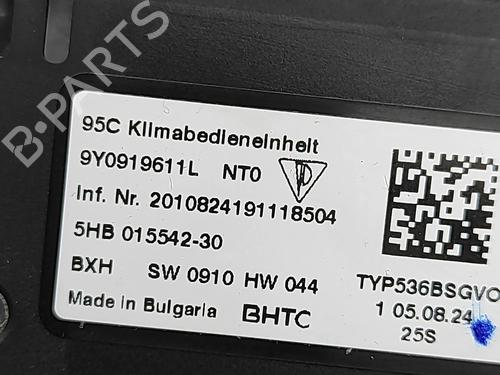 B-PARTS
95C Klimabedieneinheit
9Y0919611L NT0
Inf. Nr. 2010824191118504
5HB 015542-30
BXH SW 0910 HW 044
TYP536BSGVO
Made in Bulgaria BHTC
1 05.08.24
25S